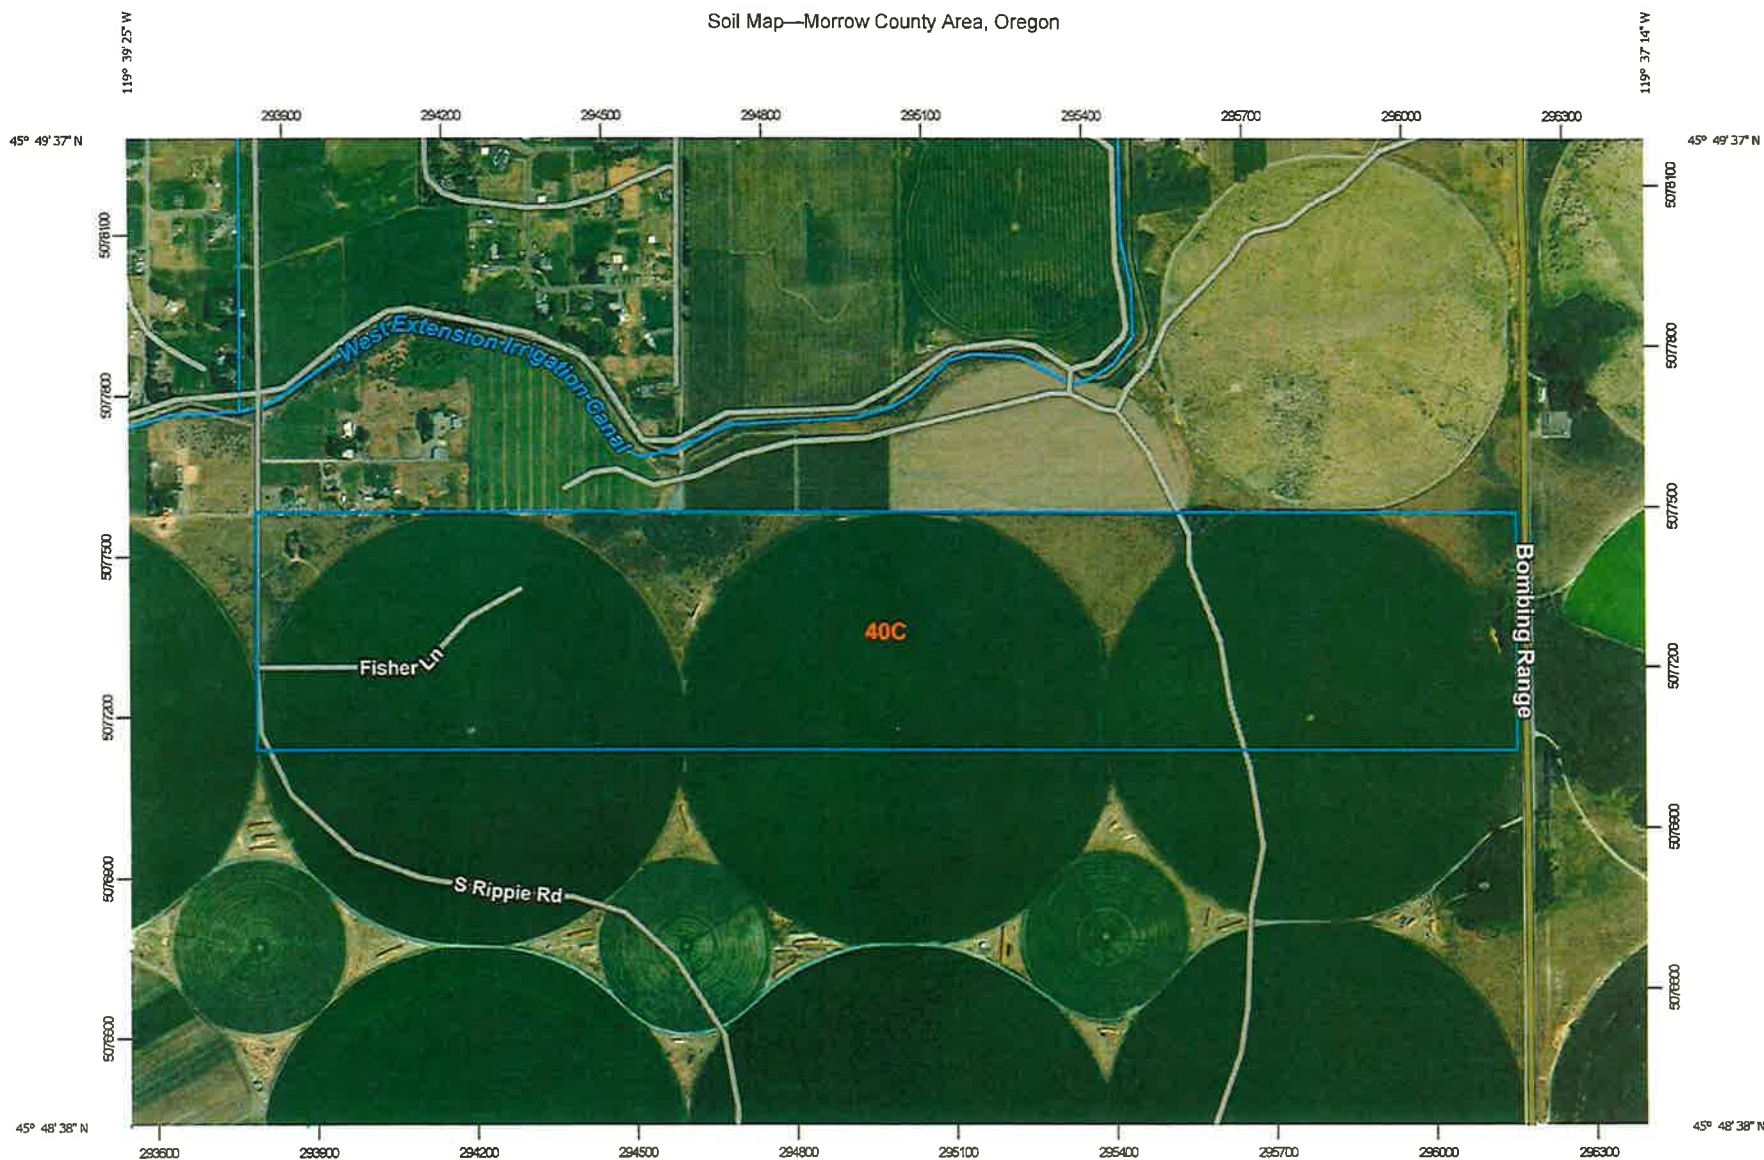 Soil Map—Morrow County Area, Oregon
119° 39' 25" W
119° 37' 14" W
293900 294200 294500 294800 295100 295400 295700 296000 296300
45° 49' 37" N
45° 49' 37" N
5078100
5078100
5077800
5077800
West Extension Irrigation Canal
5077500
5077500
Bombing Range
40C
Fisher Ln
5077200
5077200
5076900
5076900
S Rippie Rd
5076600
5076600
45° 48' 38" N
45° 48' 38" N
293600 293900 294200 294500 294800 295100 295400 295700 296000 296300